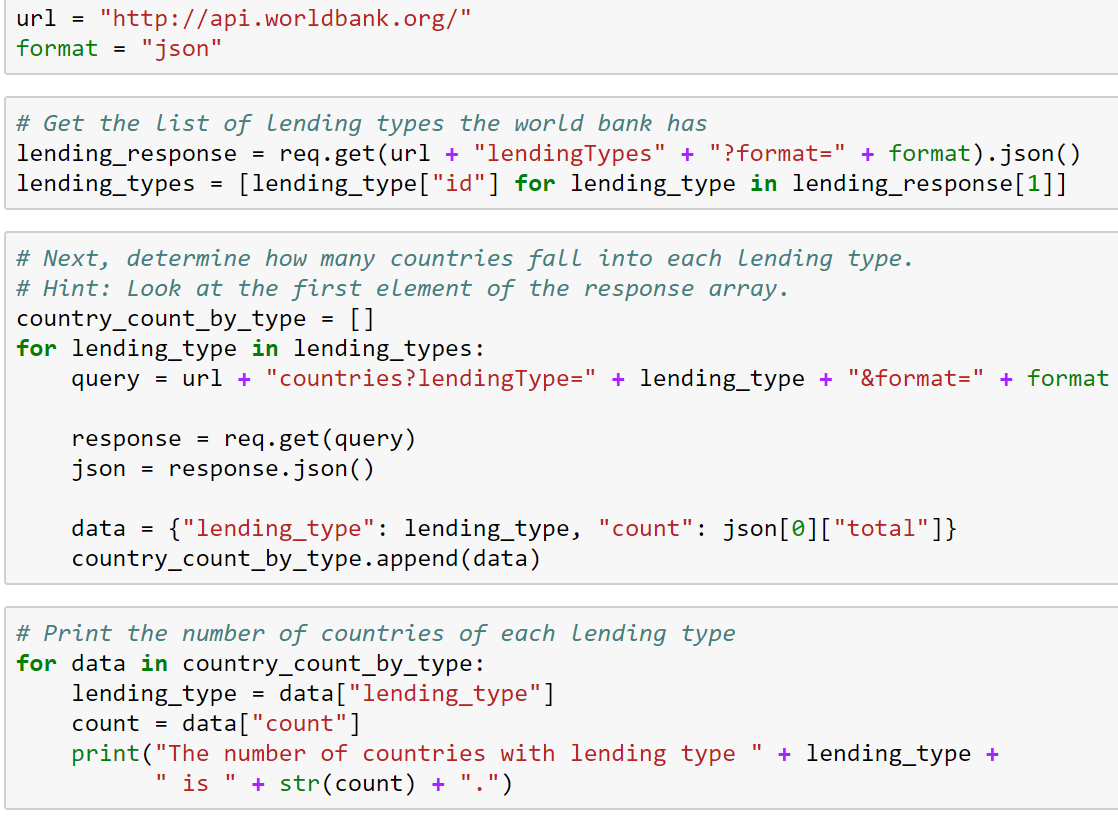 url = "http://api.worldbank.org/"
format = "json"
# Get the list of lending types the world bank has
lending_response = req.get(url + "lendingTypes" + "?format=" + format).json()
lending_types = [lending_type["id"] for lending_type in lending_response[1]]
# Next, determine how many countries fall into each lending type.
# Hint: Look at the first element of the response array.
country_count_by_type = []
for lending_type in lending_types:
    query = url + "countries?lendingType=" + lending_type + "&format=" + format
    response = req.get(query)
    json = response.json()
    data = {"lending_type": lending_type, "count": json[0]["total"]}
    country_count_by_type.append(data)
# Print the number of countries of each lending type
for data in country_count_by_type:
    lending_type = data["lending_type"]
    count = data["count"]
    print("The number of countries with lending type " + lending_type +
          " is " + str(count) + ".")